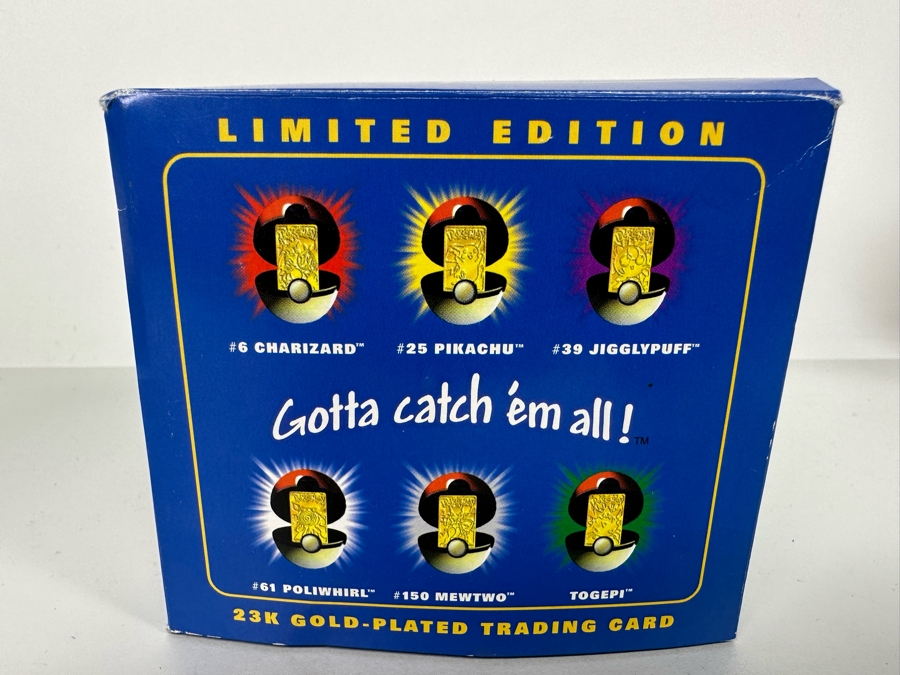 LIMITED EDITION
#6 CHARIZARD™ #25 PIKACHU™ #39 JIGGLYPUFF™
Gotta catch 'em all!™
#61 POLIWHIRL™ #150 MEWTWO™ TOGEPI™
23K GOLD-PLATED TRADING CARD